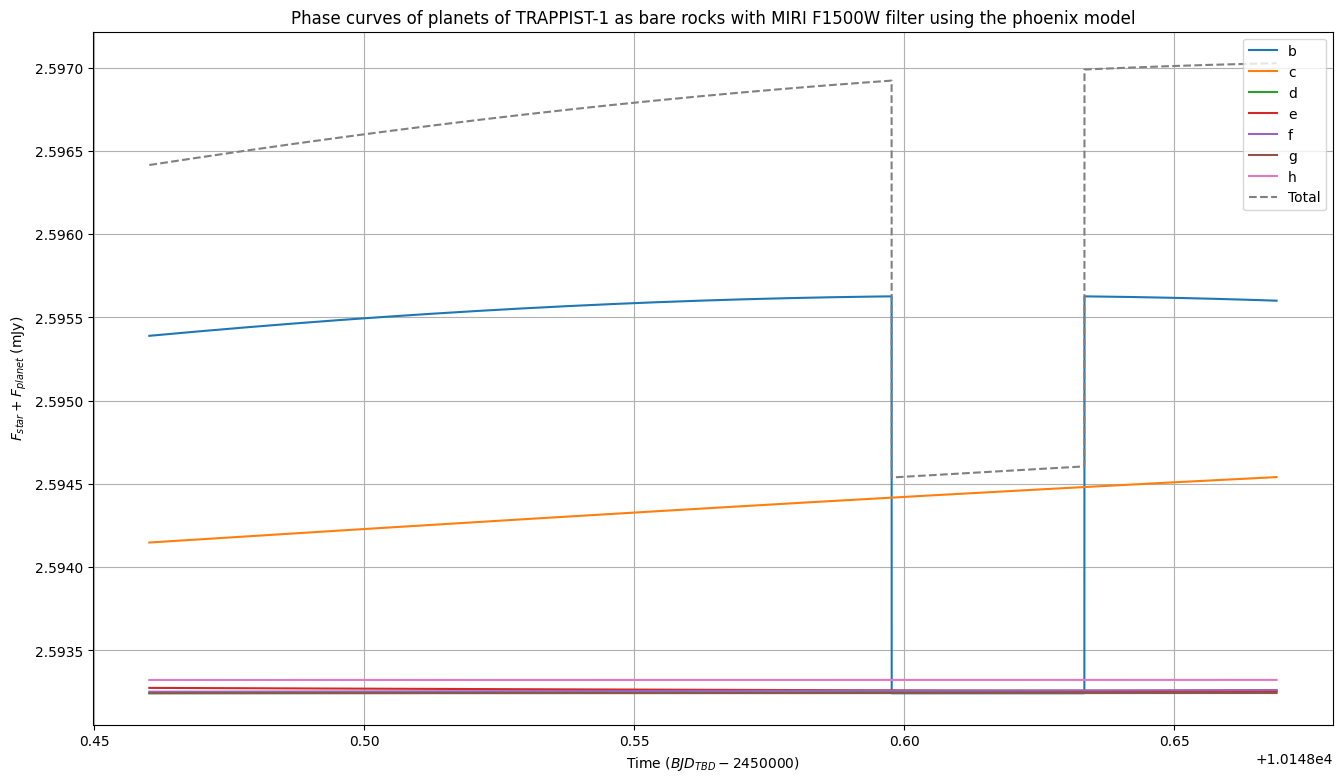 Phase curves of planets of TRAPPIST-1 as bare rocks with MIRI F1500W filter using the phoenix model
b
c
d
e
f
g
h
Total
2.5970
2.5965
2.5960
2.5955
2.5950
2.5945
2.5940
2.5935
F_{star} + F_{planet} (mJy)
0.45
0.50
0.55
0.60
0.65
+1.0148e4
Time (BJD_{TBD} − 2450000)